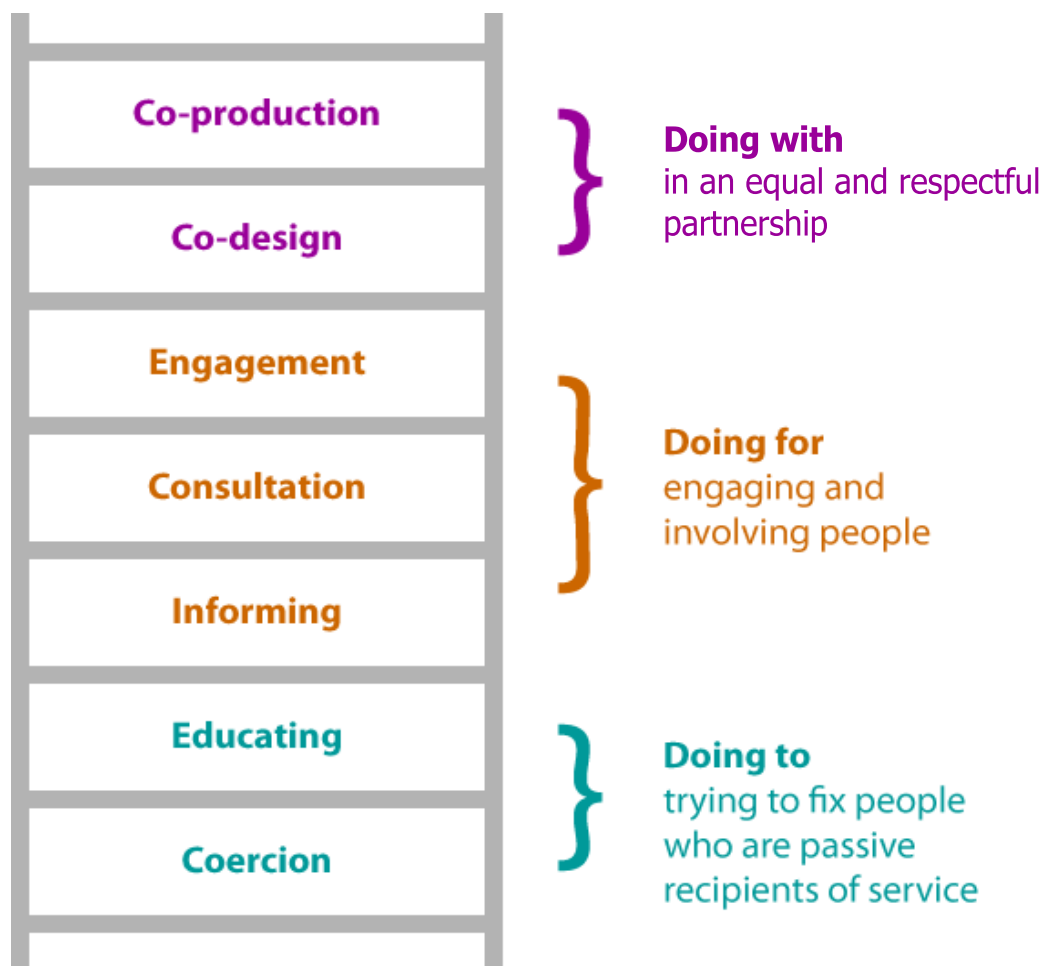 Co-production
Co-design
Doing with
in an equal and respectful
partnership
Engagement
Consultation
Informing
Doing for
engaging and
involving people
Educating
Coercion
Doing to
trying to fix people
who are passive
recipients of service